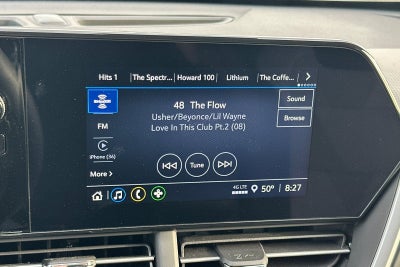 Hits 1 The Spectr... Howard 100 Lithium The Coffe...
48 The Flow
Usher/Beyonce/Lil Wayne
Love In This Club Pt.2 (08)
Sound
Browse
FM
iPhone (36)
More >
Tune
4G LTE
50° 8:27